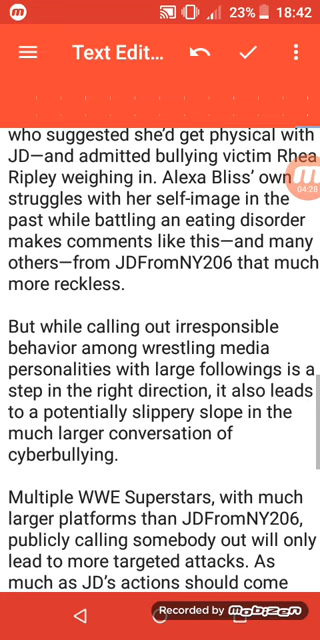 23% 18:42
Text Edit...
who suggested she'd get physical with
JD—and admitted bullying victim Rhea
Ripley weighing in. Alexa Bliss' own
struggles with her self-image in the
04:28
past while battling an eating disorder
makes comments like this—and many
others—from JDFromNY206 that much
more reckless.
But while calling out irresponsible
behavior among wrestling media
personalities with large followings is a
step in the right direction, it also leads
to a potentially slippery slope in the
much larger conversation of
cyberbullying.
Multiple WWE Superstars, with much
larger platforms than JDFromNY206,
publicly calling somebody out will only
lead to more targeted attacks. As
much as JD's actions should come
Recorded by mobizen